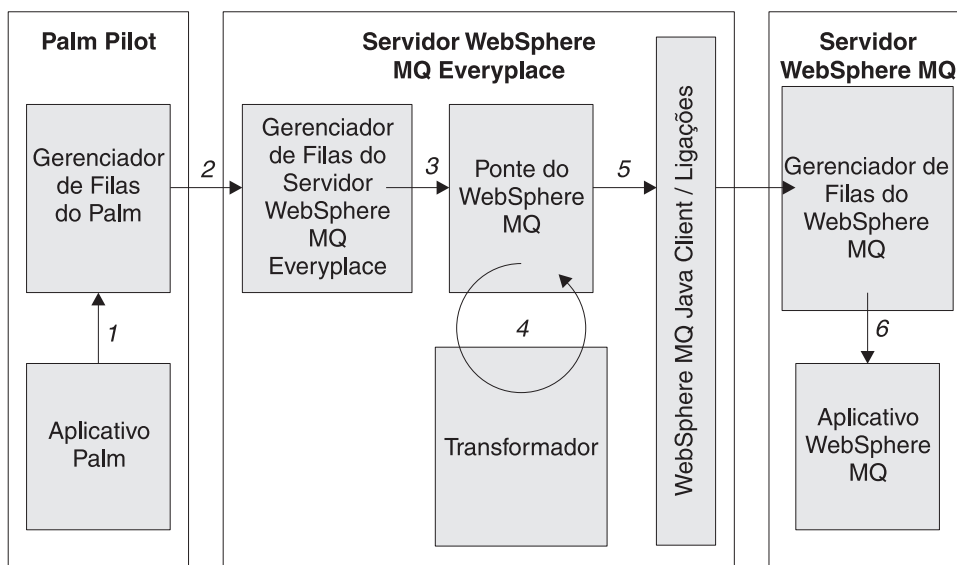 Palm Pilot
Gerenciador
de Filas
do Palm
1
Aplicativo
Palm
2
Servidor WebSphere
MQ Everyplace
Gerenciador
de Filas do
Servidor
WebSphere
MQ
Everyplace
3
Ponte do
WebSphere
MQ
4
Transformador
5
WebSphere MQ Java Client / Ligações
Servidor
WebSphere MQ
Gerenciador de
Filas do
WebSphere
MQ
6
Aplicativo
WebSphere
MQ